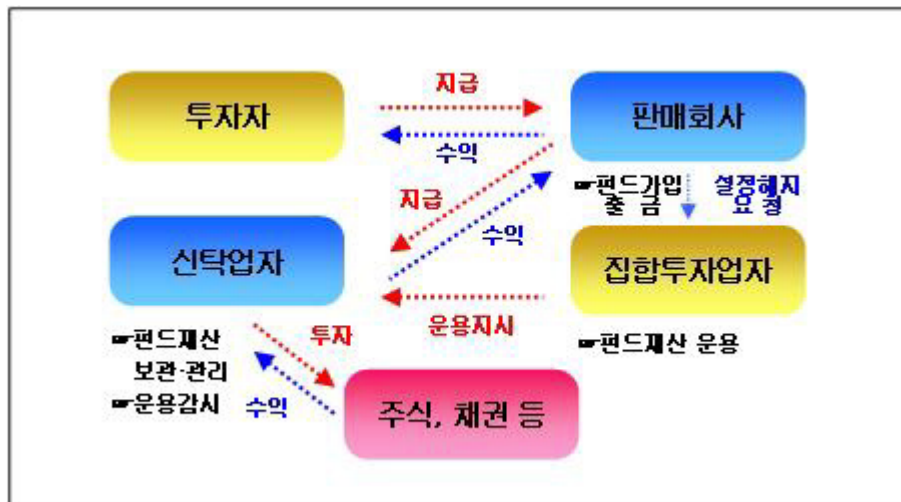 지급
투자자
판매회사
수익
☞펀드가입
출 금
설정해지
요 청
지급
수익
신탁업자
집합투자업자
운용지시
☞펀드재산
보관·관리
☞운용감시
투자
☞펀드재산 운용
수익
주식, 채권 등